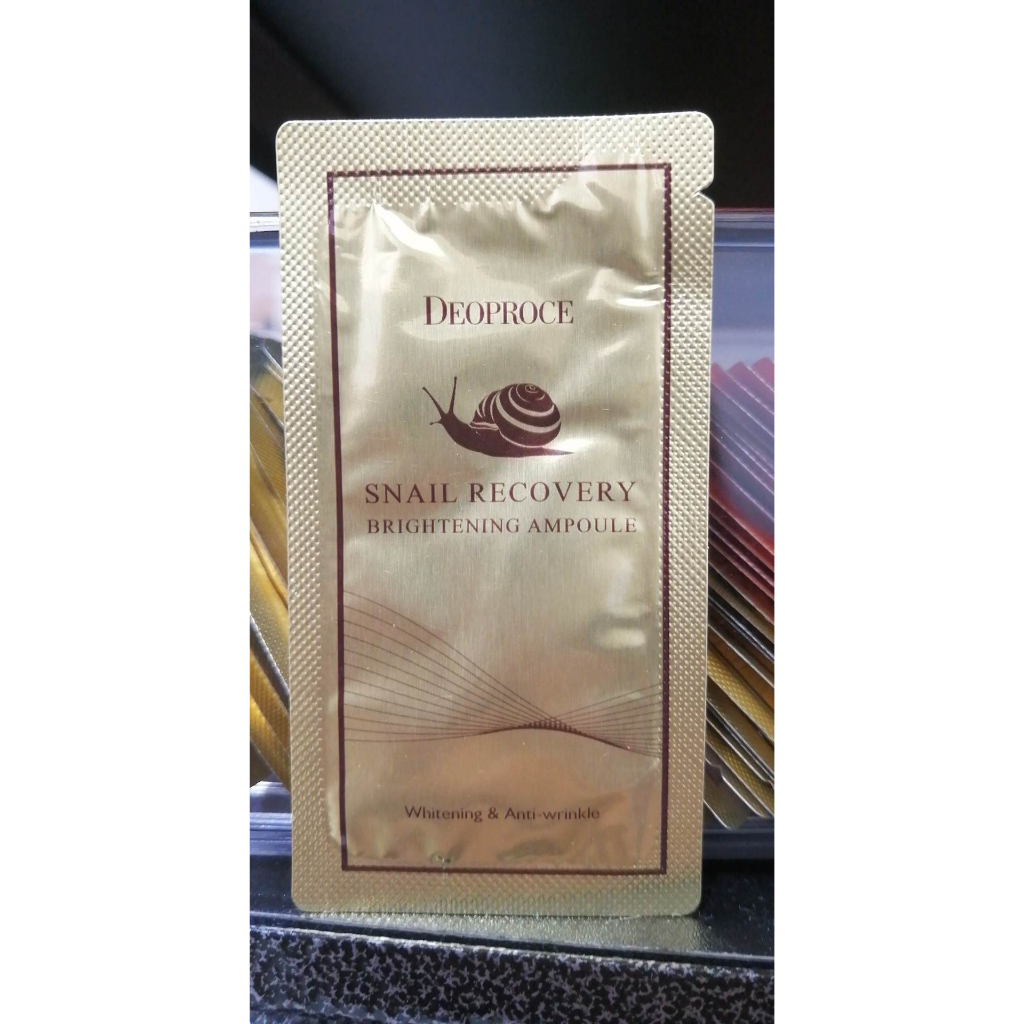 DEOPROCE
SNAIL RECOVERY
BRIGHTENING AMPOULE
Whitening & Anti-wrinkle